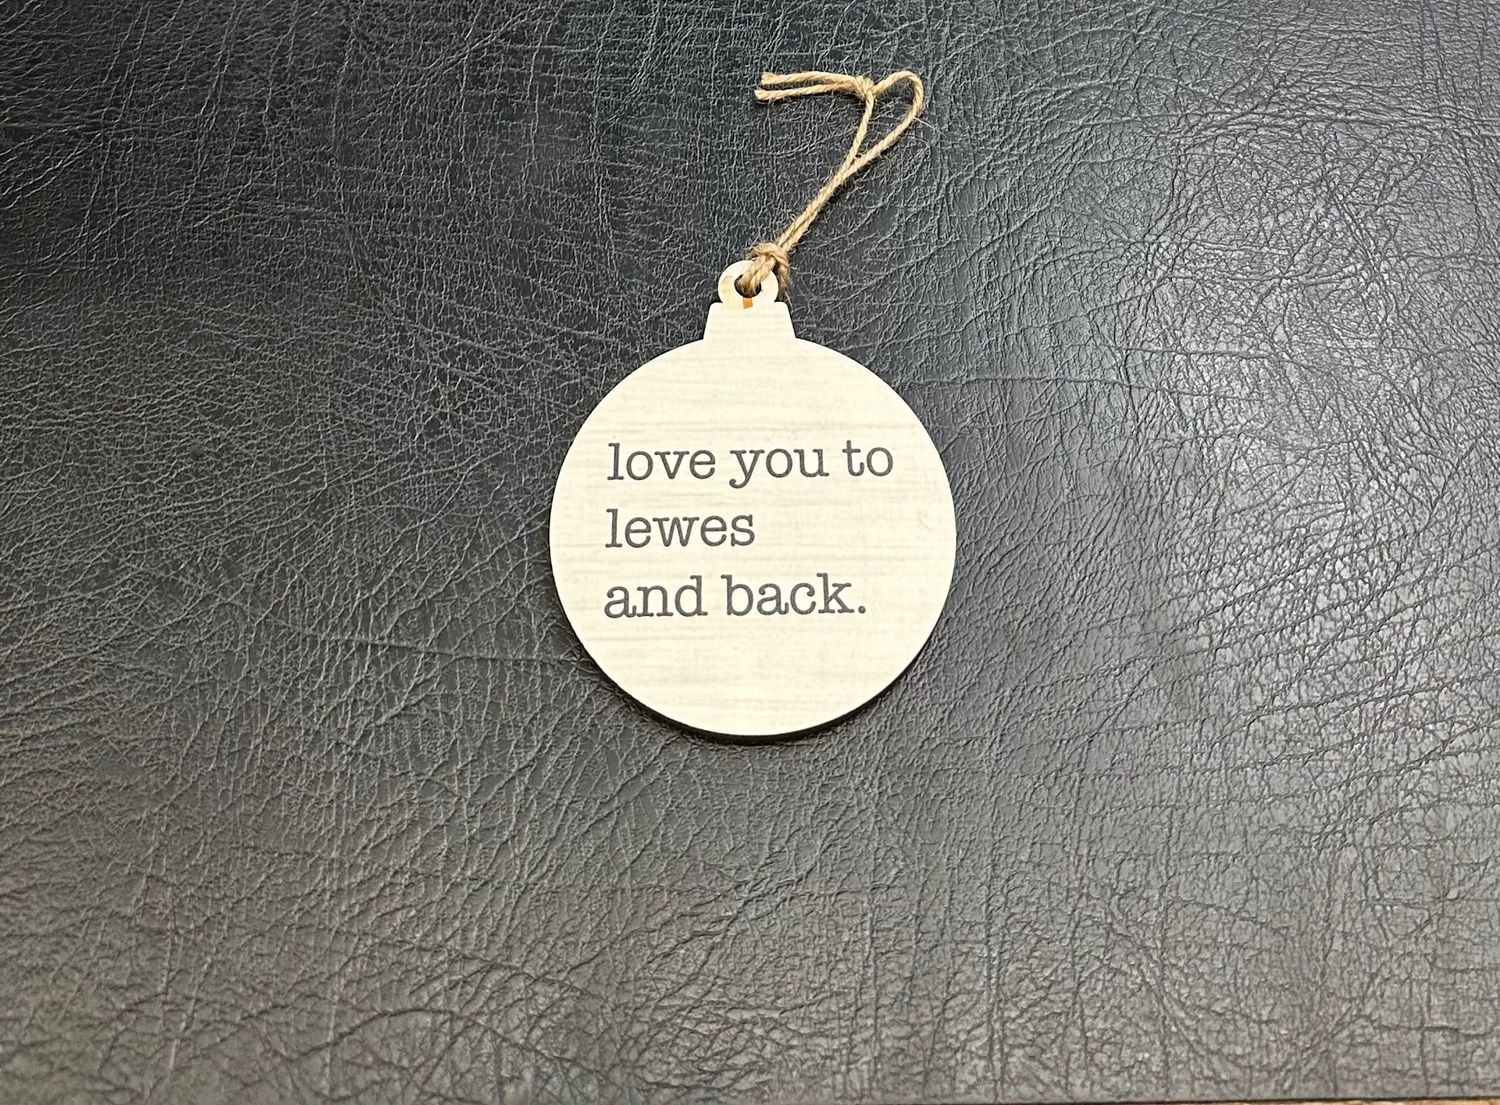 love you to
lewes
and back.